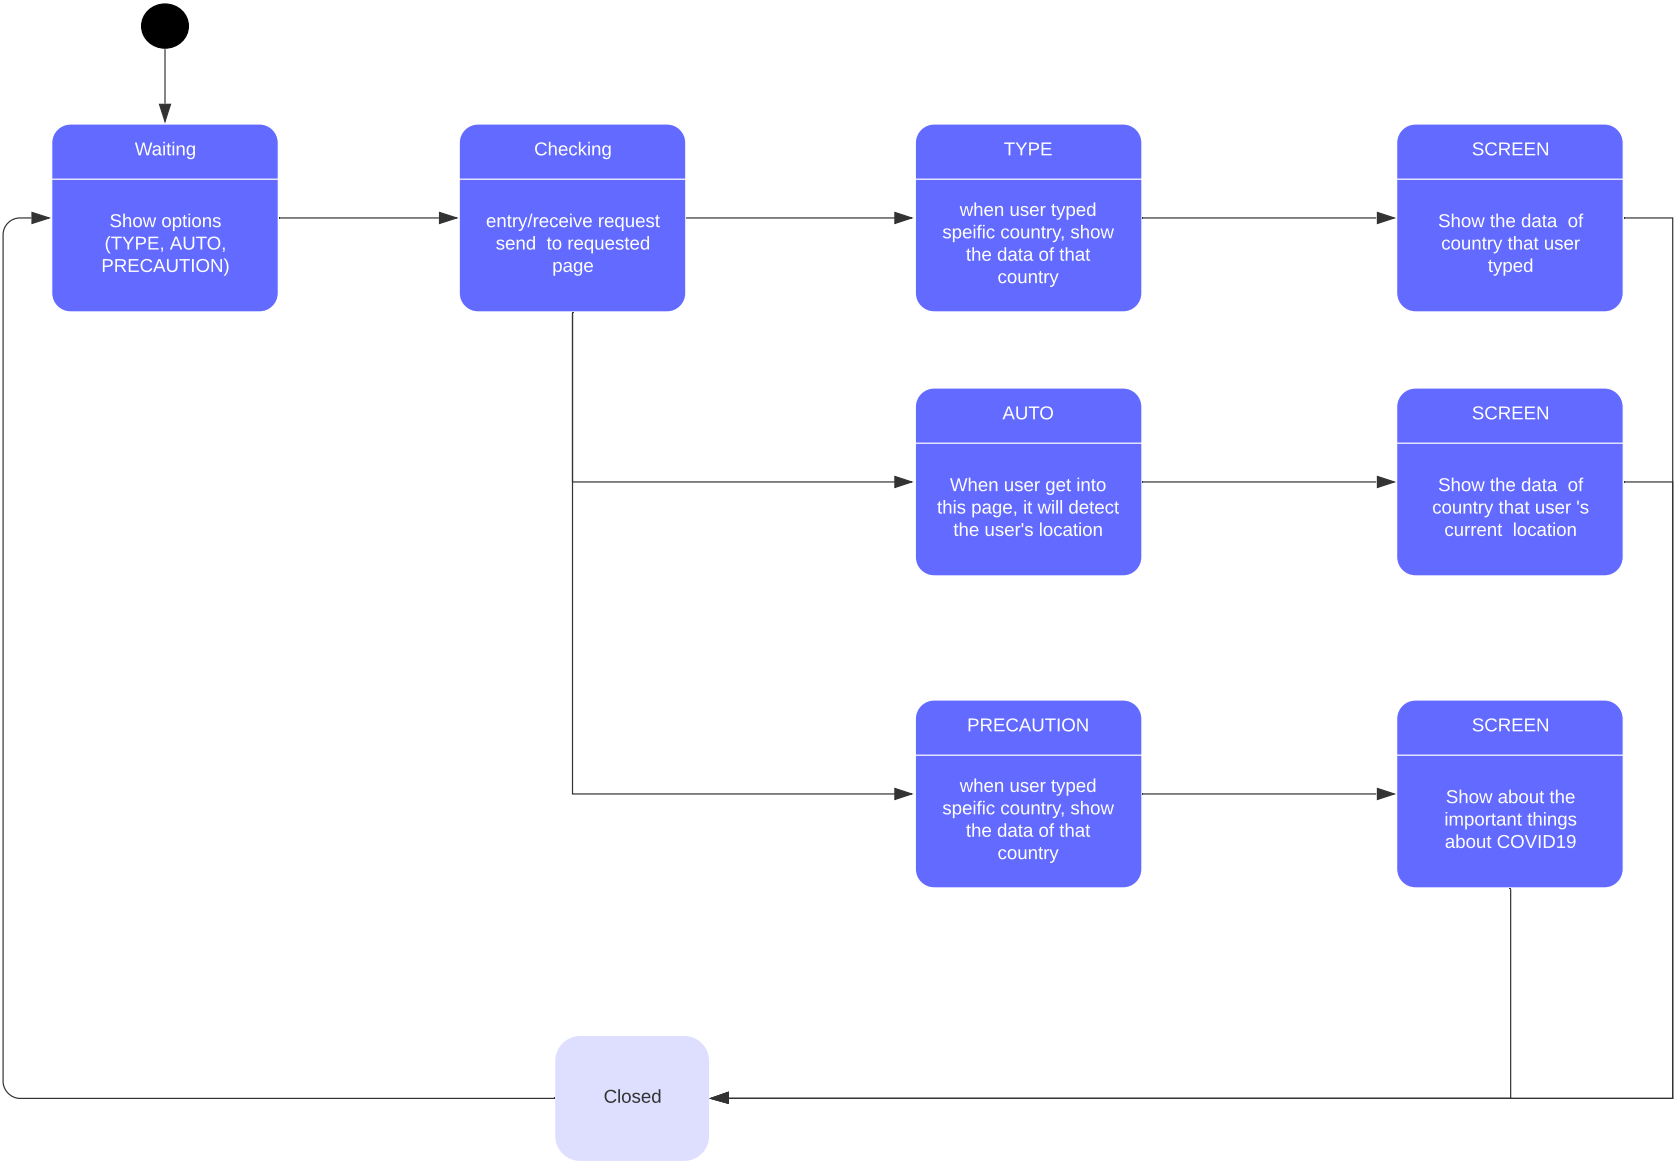 Waiting
Show options
(TYPE, AUTO,
PRECAUTION)
Checking
entry/receive request
send  to requested
page
TYPE
when user typed
speific country, show
the data of that
country
SCREEN
Show the data  of
country that user
typed
AUTO
When user get into
this page, it will detect
the user's location
SCREEN
Show the data  of
country that user 's
current  location
PRECAUTION
when user typed
speific country, show
the data of that
country
SCREEN
Show about the
important things
about COVID19
Closed